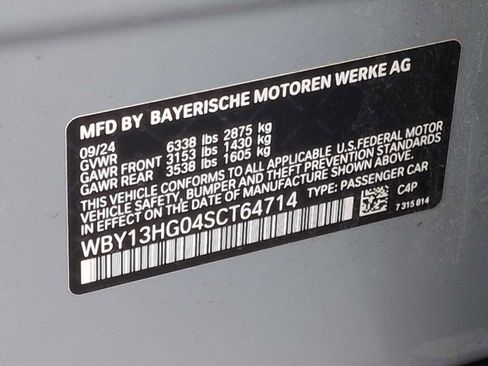 MFD BY BAYERISCHE MOTOREN WERKE AG
09/24
GVWR 6338 lbs 2875 kg
GAWR FRONT 3153 lbs 1430 kg
GAWR REAR 3538 lbs 1605 kg
THIS VEHICLE CONFORMS TO ALL APPLICABLE U.S.FEDERAL MOTOR
VEHICLE SAFETY, BUMPER, AND THEFT PREVENTION STANDARDS
IN EFFECT ON THE DATE OF MANUFACTURE SHOWN ABOVE.
WBY13HG04SCT64714 TYPE: PASSENGER CAR
C4P
7 315 814